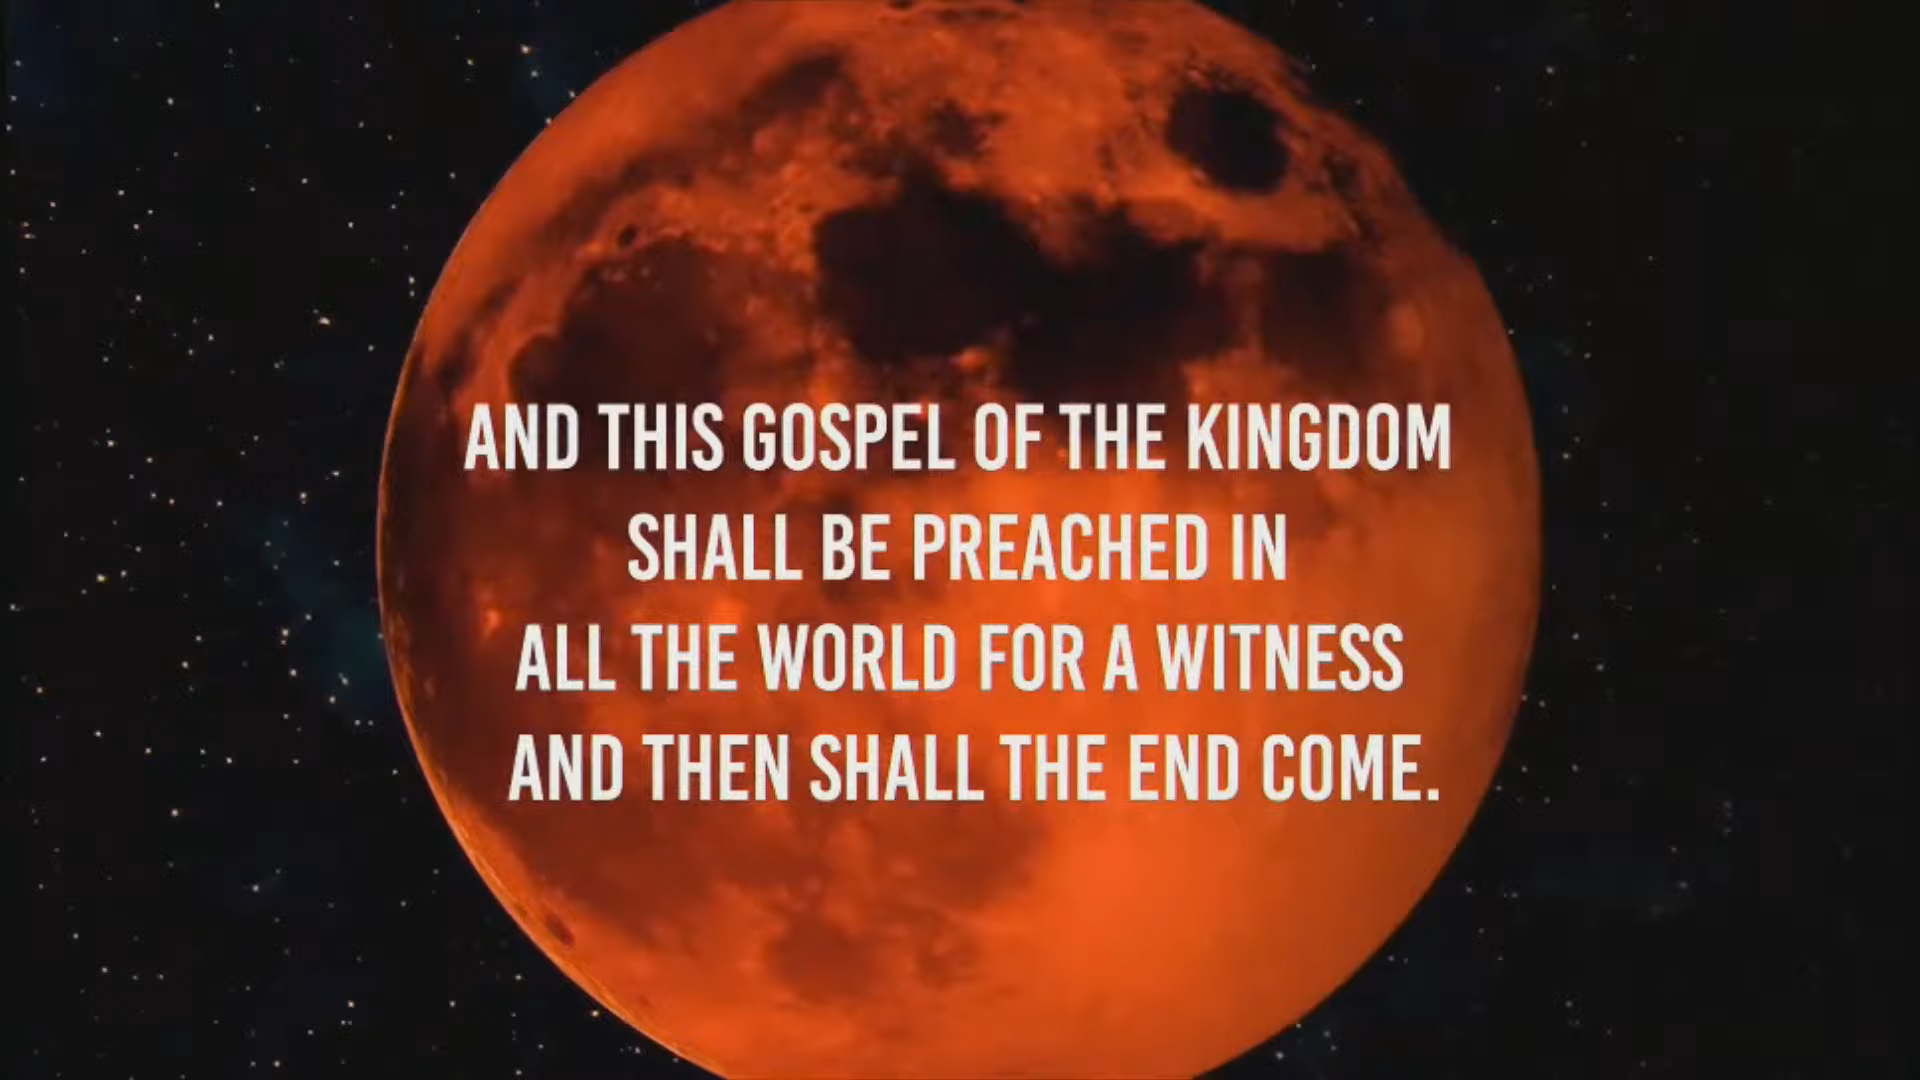 AND THIS GOSPEL OF THE KINGDOM
SHALL BE PREACHED IN
ALL THE WORLD FOR A WITNESS
AND THEN SHALL THE END COME.